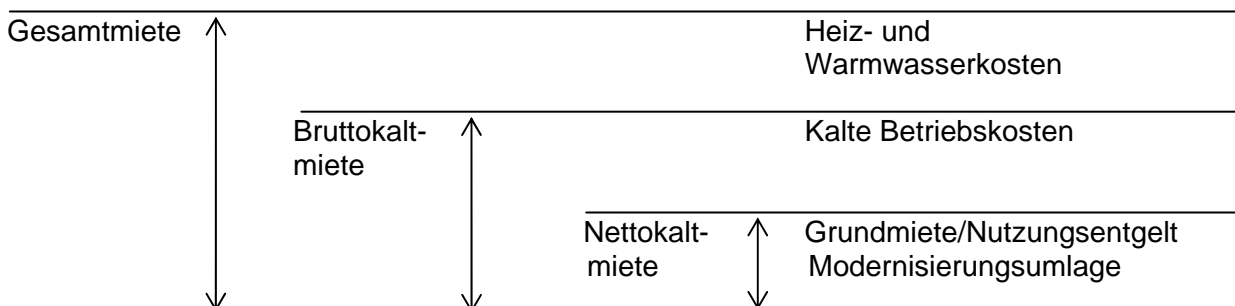 Gesamtmiete
Heiz- und
Warmwasserkosten
Bruttokalt-
miete
Kalte Betriebskosten
Nettokalt-
miete
Grundmiete/Nutzungsentgelt
Modernisierungsumlage